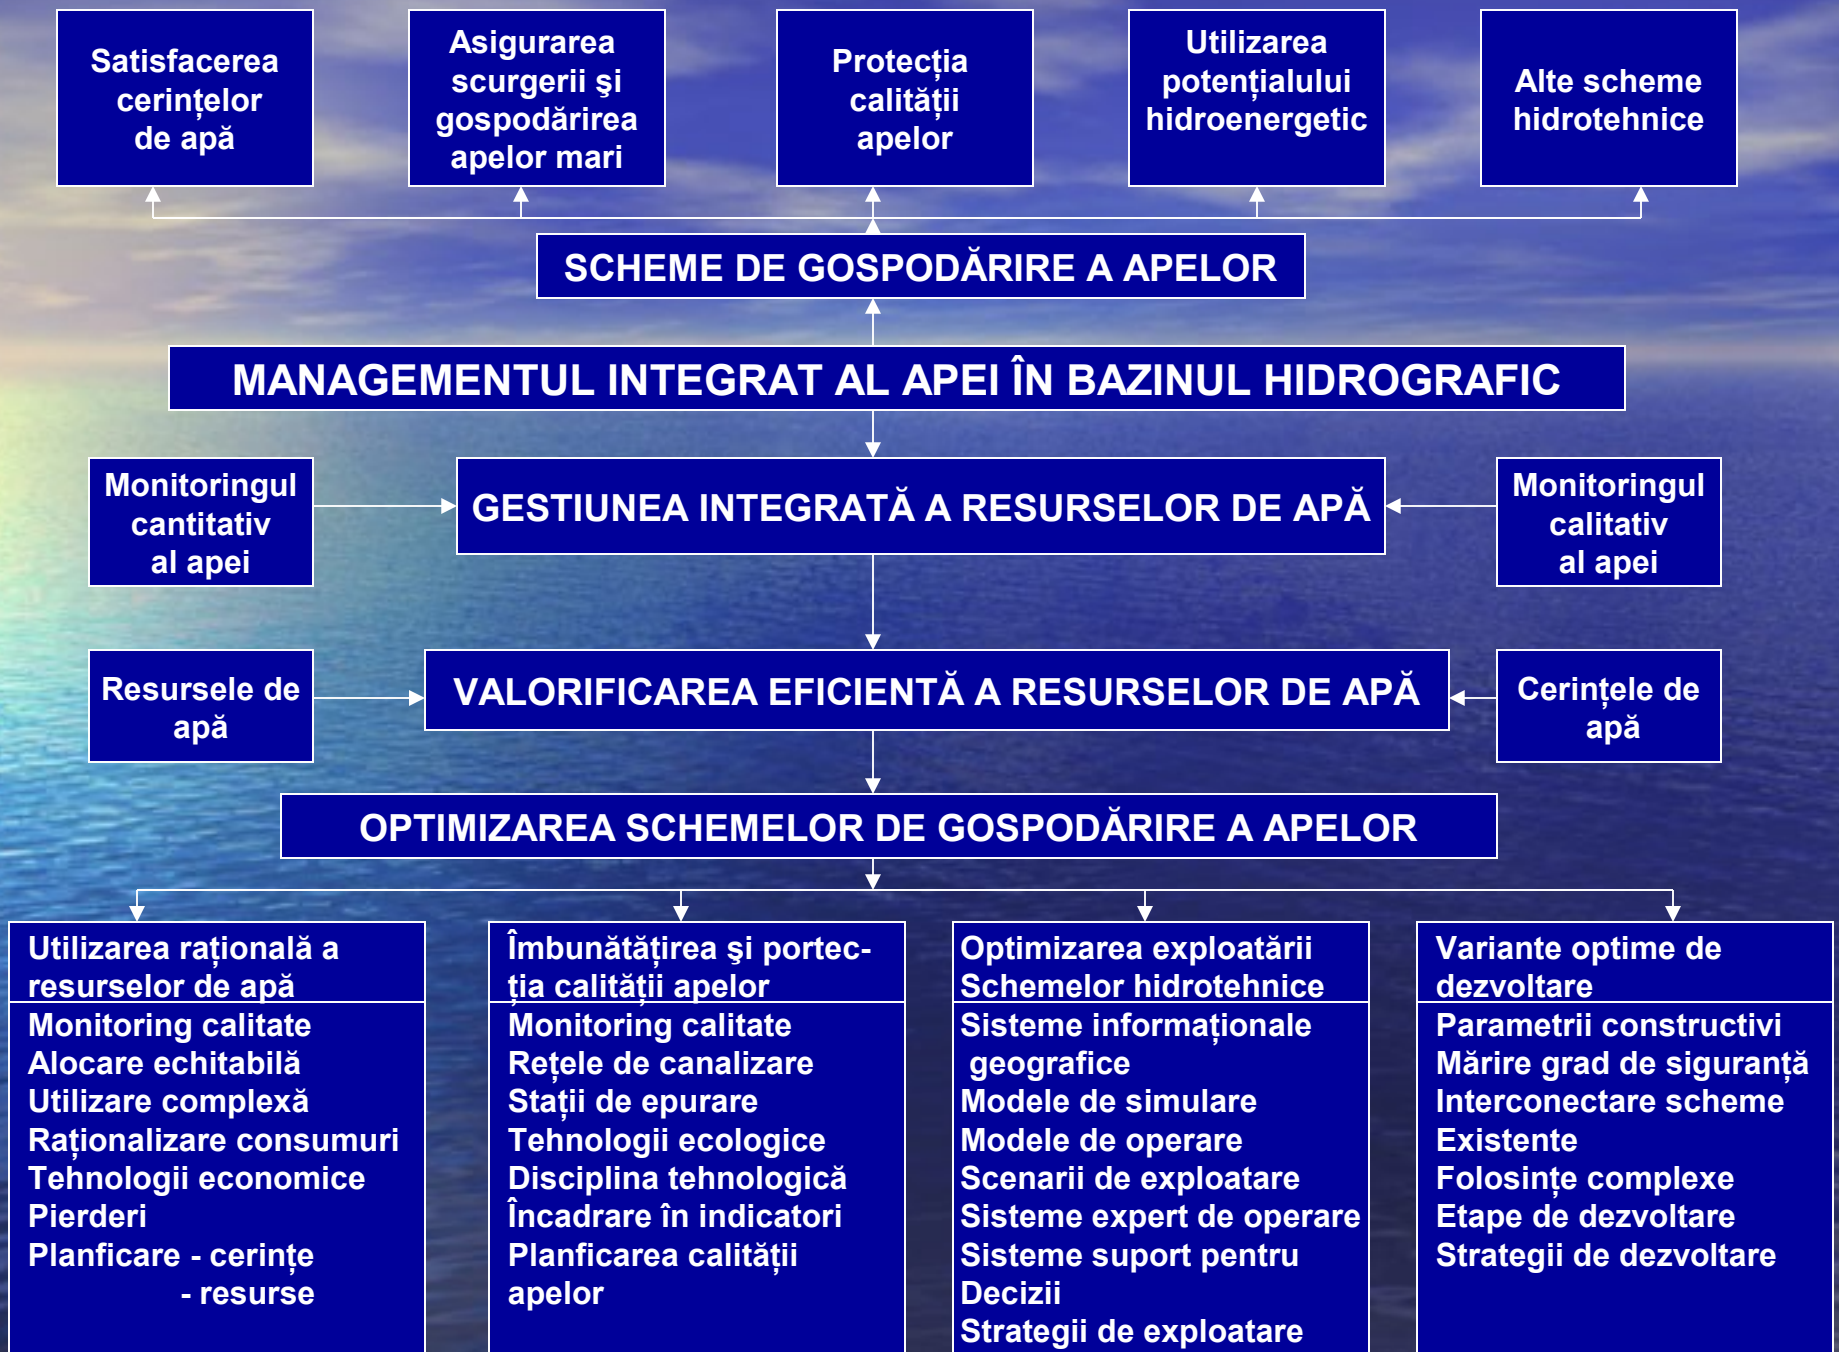 Satisfacerea
cerințelor
de apă
Asigurarea
scurgerii şi
gospodărirea
apelor mari
Protecția
calității
apelor
Utilizarea
potențialului
hidroenergetic
Alte scheme
hidrotehnice
SCHEME DE GOSPODĂRIRE A APELOR
MANAGEMENTUL INTEGRAT AL APEI ÎN BAZINUL HIDROGRAFIC
Monitoringul
cantitativ
al apei
GESTIUNEA INTEGRATĂ A RESURSELOR DE APĂ
Monitoringul
calitativ
al apei
Resursele de
apă
VALORIFICAREA EFICIENTĂ A RESURSELOR DE APĂ
Cerințele de
apă
OPTIMIZAREA SCHEMELOR DE GOSPODĂRIRE A APELOR
Utilizarea rațională a
resurselor de apă
Monitoring calitate
Alocare echitabilă
Utilizare complexă
Raționalizare consumuri
Tehnologii economice
Pierderi
Planficare - cerințe
- resurse
Îmbunătățirea şi portec-
ția calității apelor
Monitoring calitate
Rețele de canalizare
Stații de epurare
Tehnologii ecologice
Disciplina tehnologică
Încadrare în indicatori
Planficarea calității
apelor
Optimizarea exploatării
Schemelor hidrotehnice
Sisteme informaționale
geografice
Modele de simulare
Modele de operare
Scenarii de exploatare
Sisteme expert de operare
Sisteme suport pentru
Decizii
Strategii de exploatare
Variante optime de
dezvoltare
Parametrii constructivi
Mărire grad de siguranță
Interconectare scheme
Existente
Folosințe complexe
Etape de dezvoltare
Strategii de dezvoltare